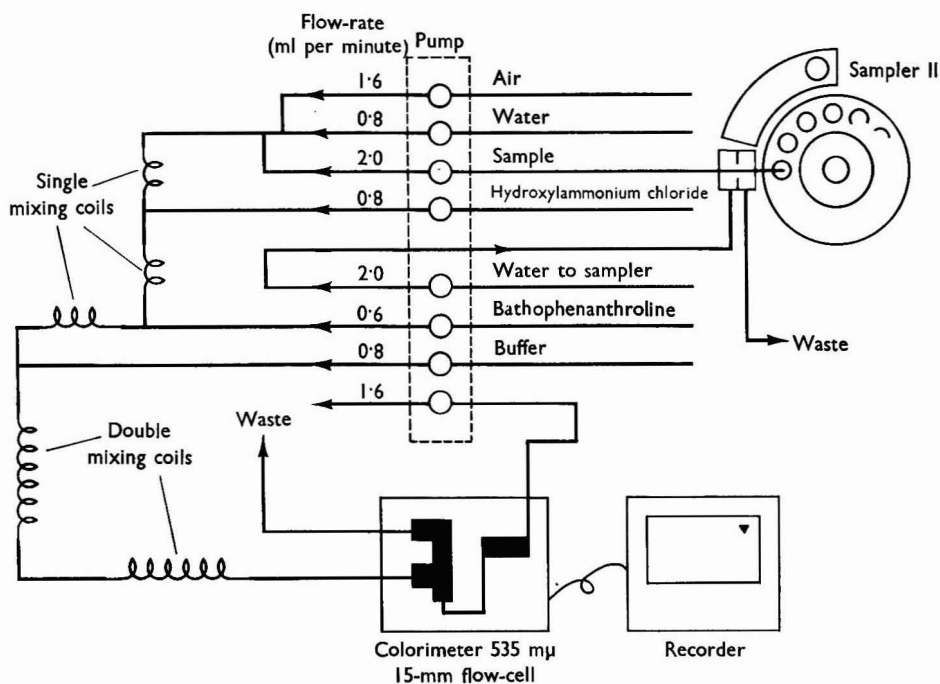 Flow-rate
(ml per minute)
Pump
1·6
Air
Sampler II
0·8
Water
2·0
Sample
Single
mixing coils
0·8
Hydroxylammonium chloride
2·0
Water to sampler
0·6
Bathophenanthroline
Waste
0·8
Buffer
1·6
Waste
Double
mixing coils
Colorimeter 535 mμ
15-mm flow-cell
Recorder